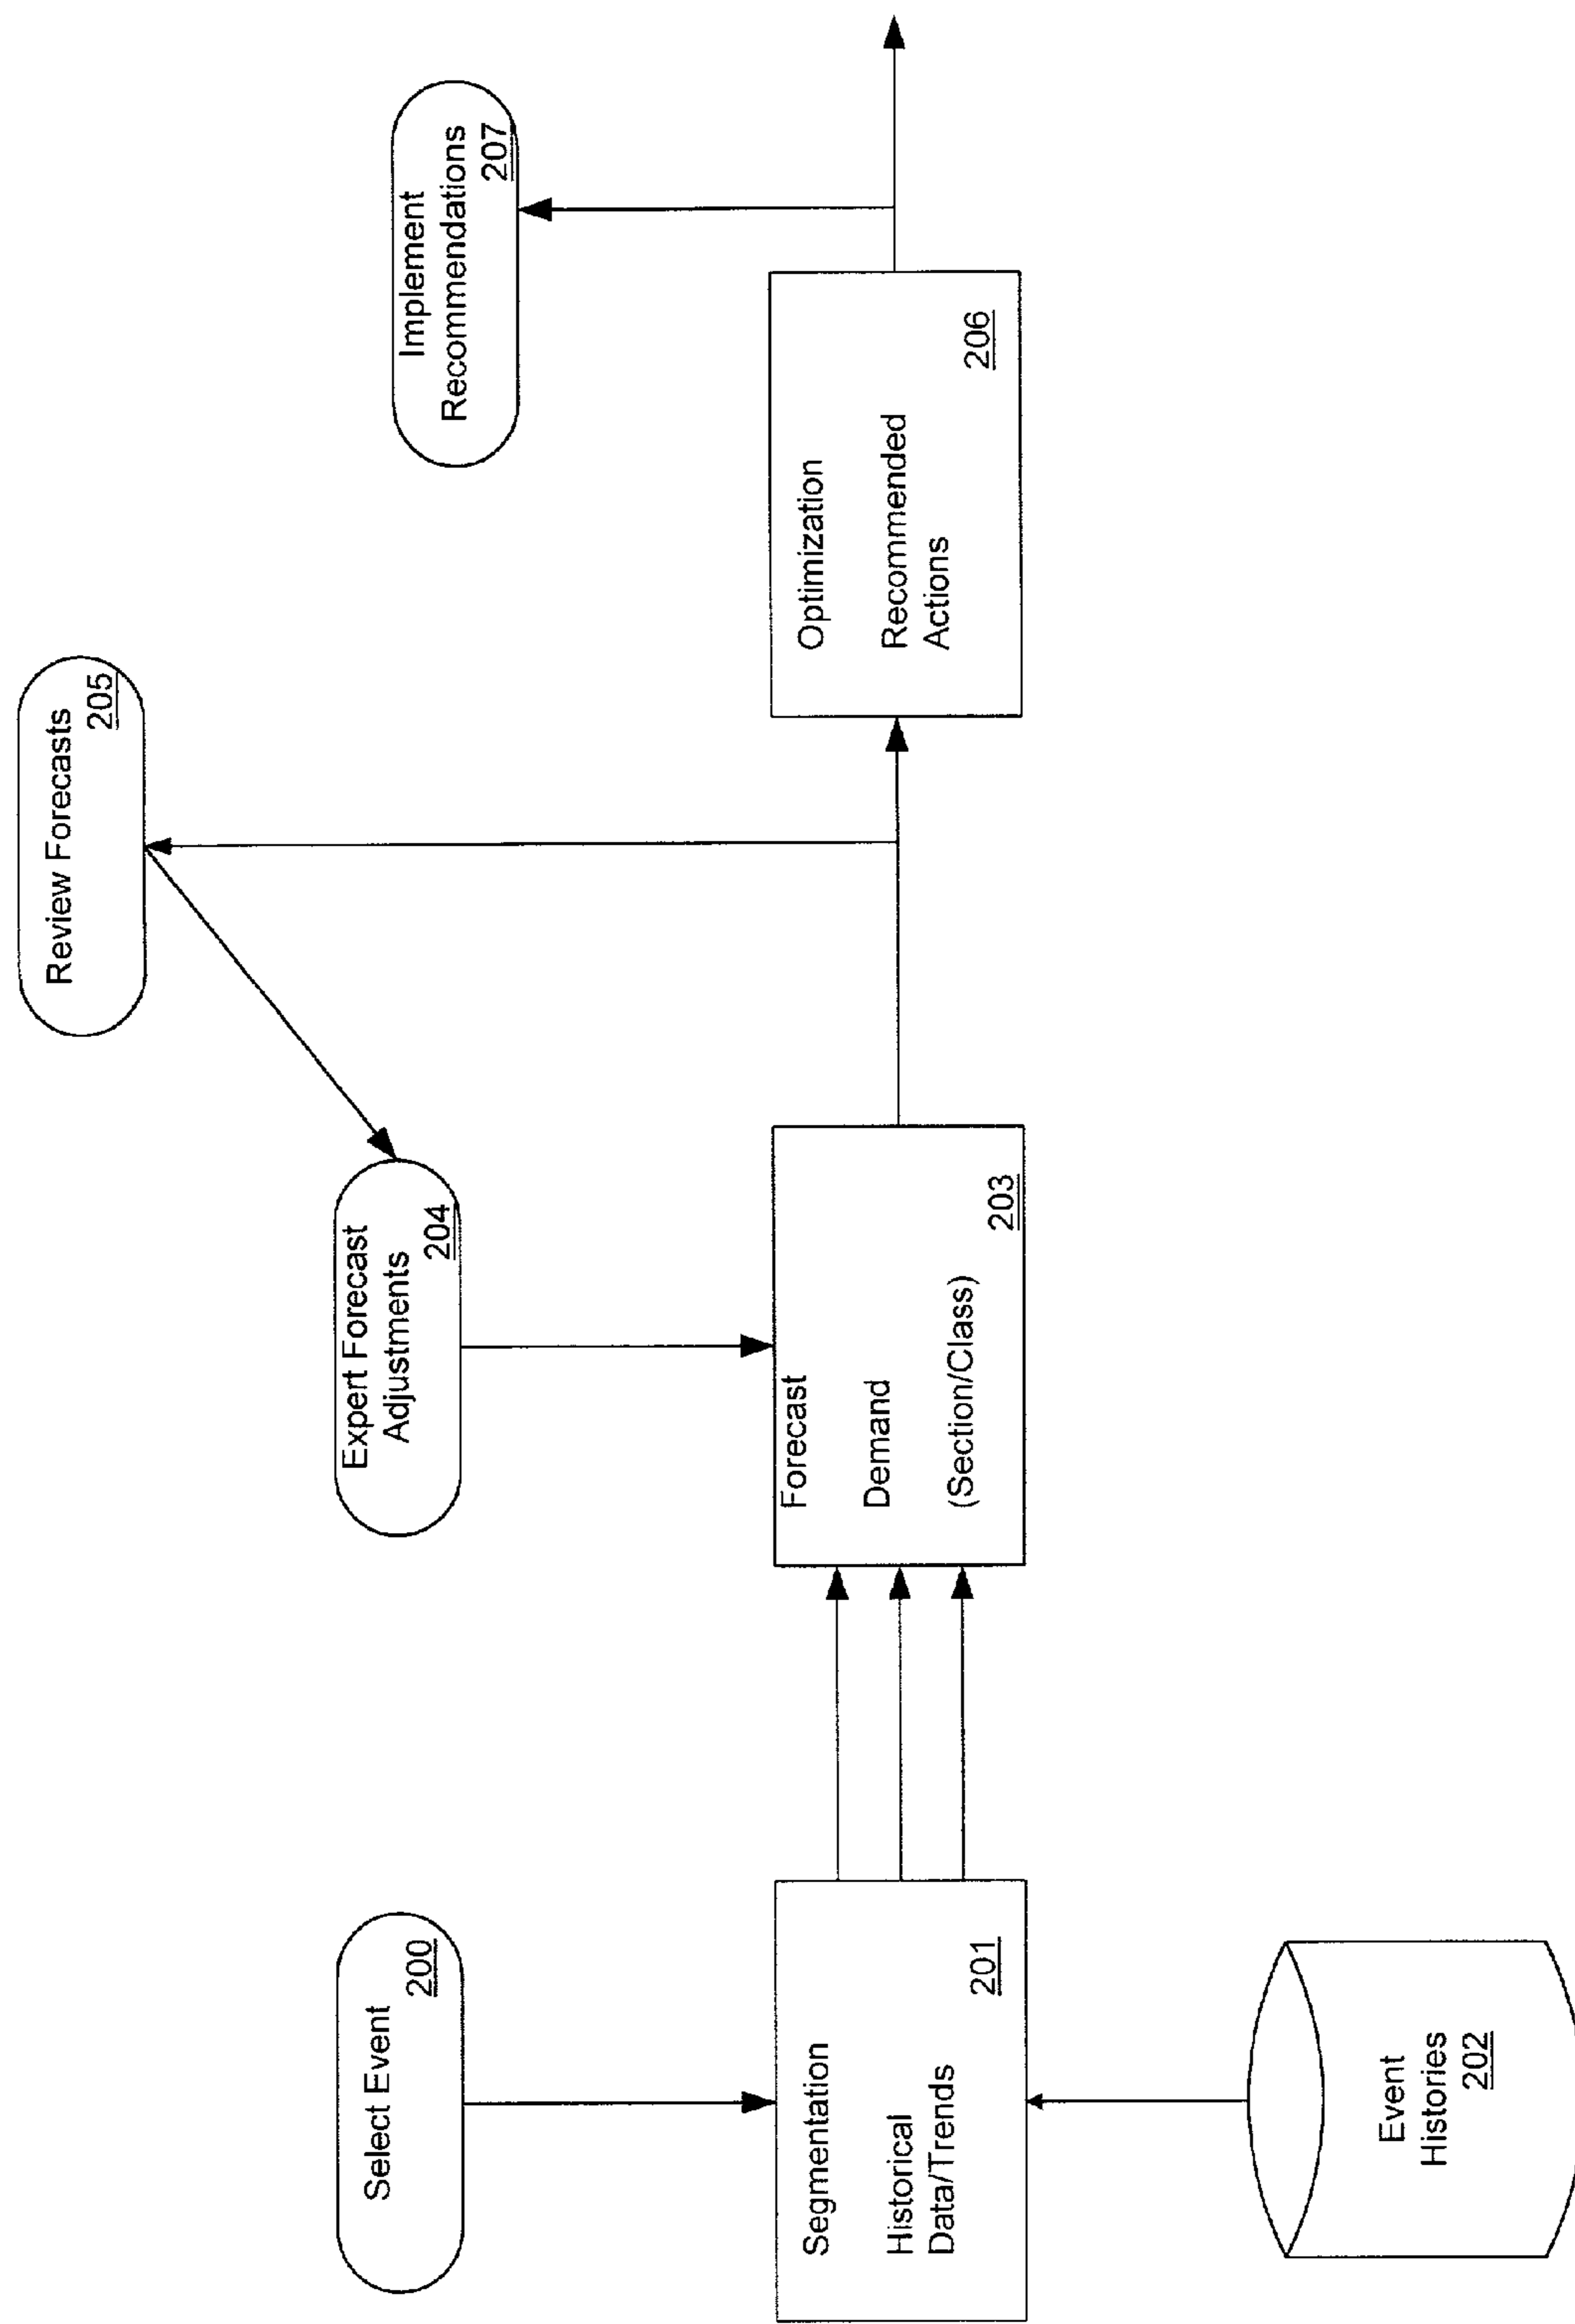 Select Event
200
Segmentation
Historical
Data/Trends
201
Event
Histories
202
Expert Forecast
Adjustments
204
Forecast
Demand
(Section/Class)
203
Review Forecasts
205
Optimization
Recommended
Actions
206
Implement
Recommendations
207